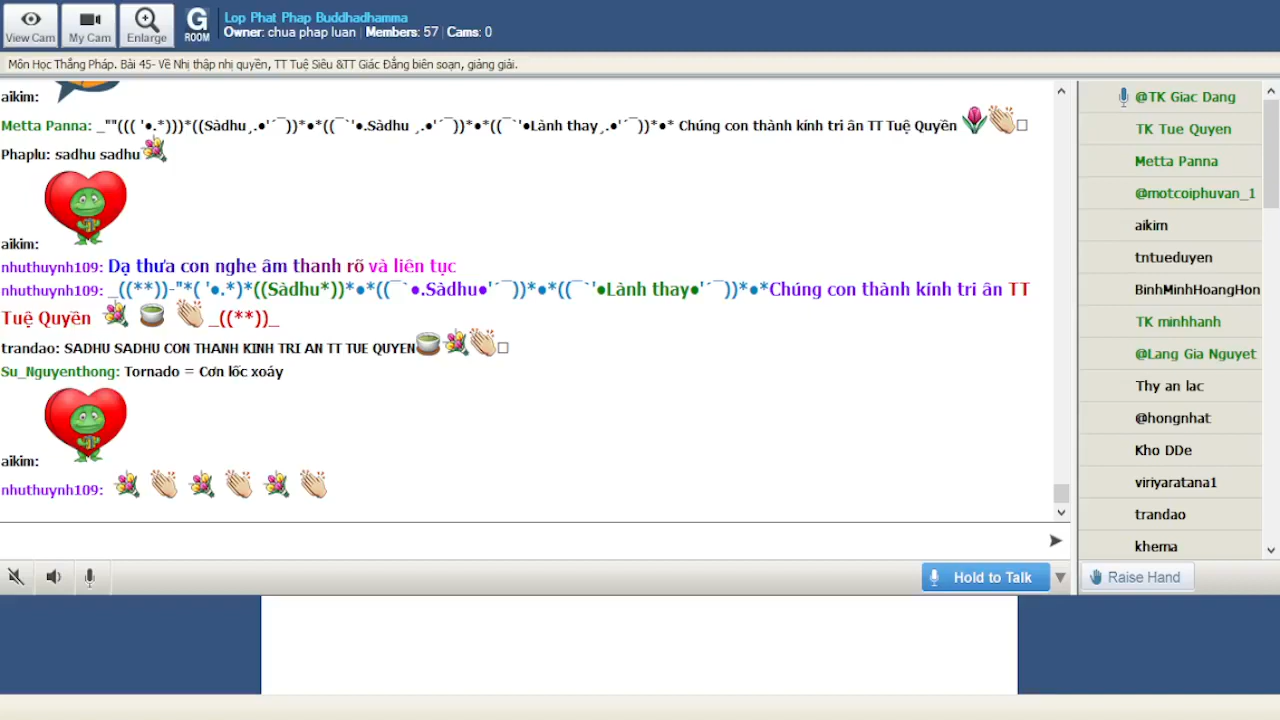 View Cam
My Cam
Enlarge
G
ROOM
Lop Phat Phap Buddhadhamma
Owner: chua phap luan | Members: 57 | Cams: 0
Môn Học Thắng Pháp. Bài 45- Về Nhị thập nhị quyền, TT Tuệ Siêu &TT Giác Đẳng biên soạn, giảng giải.
aikim:
Metta Panna: _""((( '●.*)))*((Sàdhu¸.●'´¯))*●*((¯`'●.Sàdhu ¸.●'´¯))*●*((¯`'●Lành thay¸.●'´¯))*●* Chúng con thành kính tri ân TT Tuệ Quyền
Phaplu: sadhu sadhu
aikim:
nhuthuynh109: Dạ thưa con nghe âm thanh rõ và liên tục
nhuthuynh109: _((**))-"*( '●.*)*((Sàdhu*))*●*((¯`●.Sàdhu●'´¯))*●*((¯`'●Lành thay●'´¯))*●*Chúng con thành kính tri ân TT
Tuệ Quyền _((**))_
trandao: SADHU SADHU CON THANH KINH TRI AN TT TUE QUYEN
Su_Nguyenthong: Tornado = Cơn lốc xoáy
aikim:
nhuthuynh109:
Hold to Talk
@TK Giac Dang
TK Tue Quyen
Metta Panna
@motcoiphuvan_1
aikim
tntueduyen
BinhMinhHoangHon
TK minhhanh
@Lang Gia Nguyet
Thy an lac
@hongnhat
Kho DDe
viriyaratana1
trandao
khema
Raise Hand